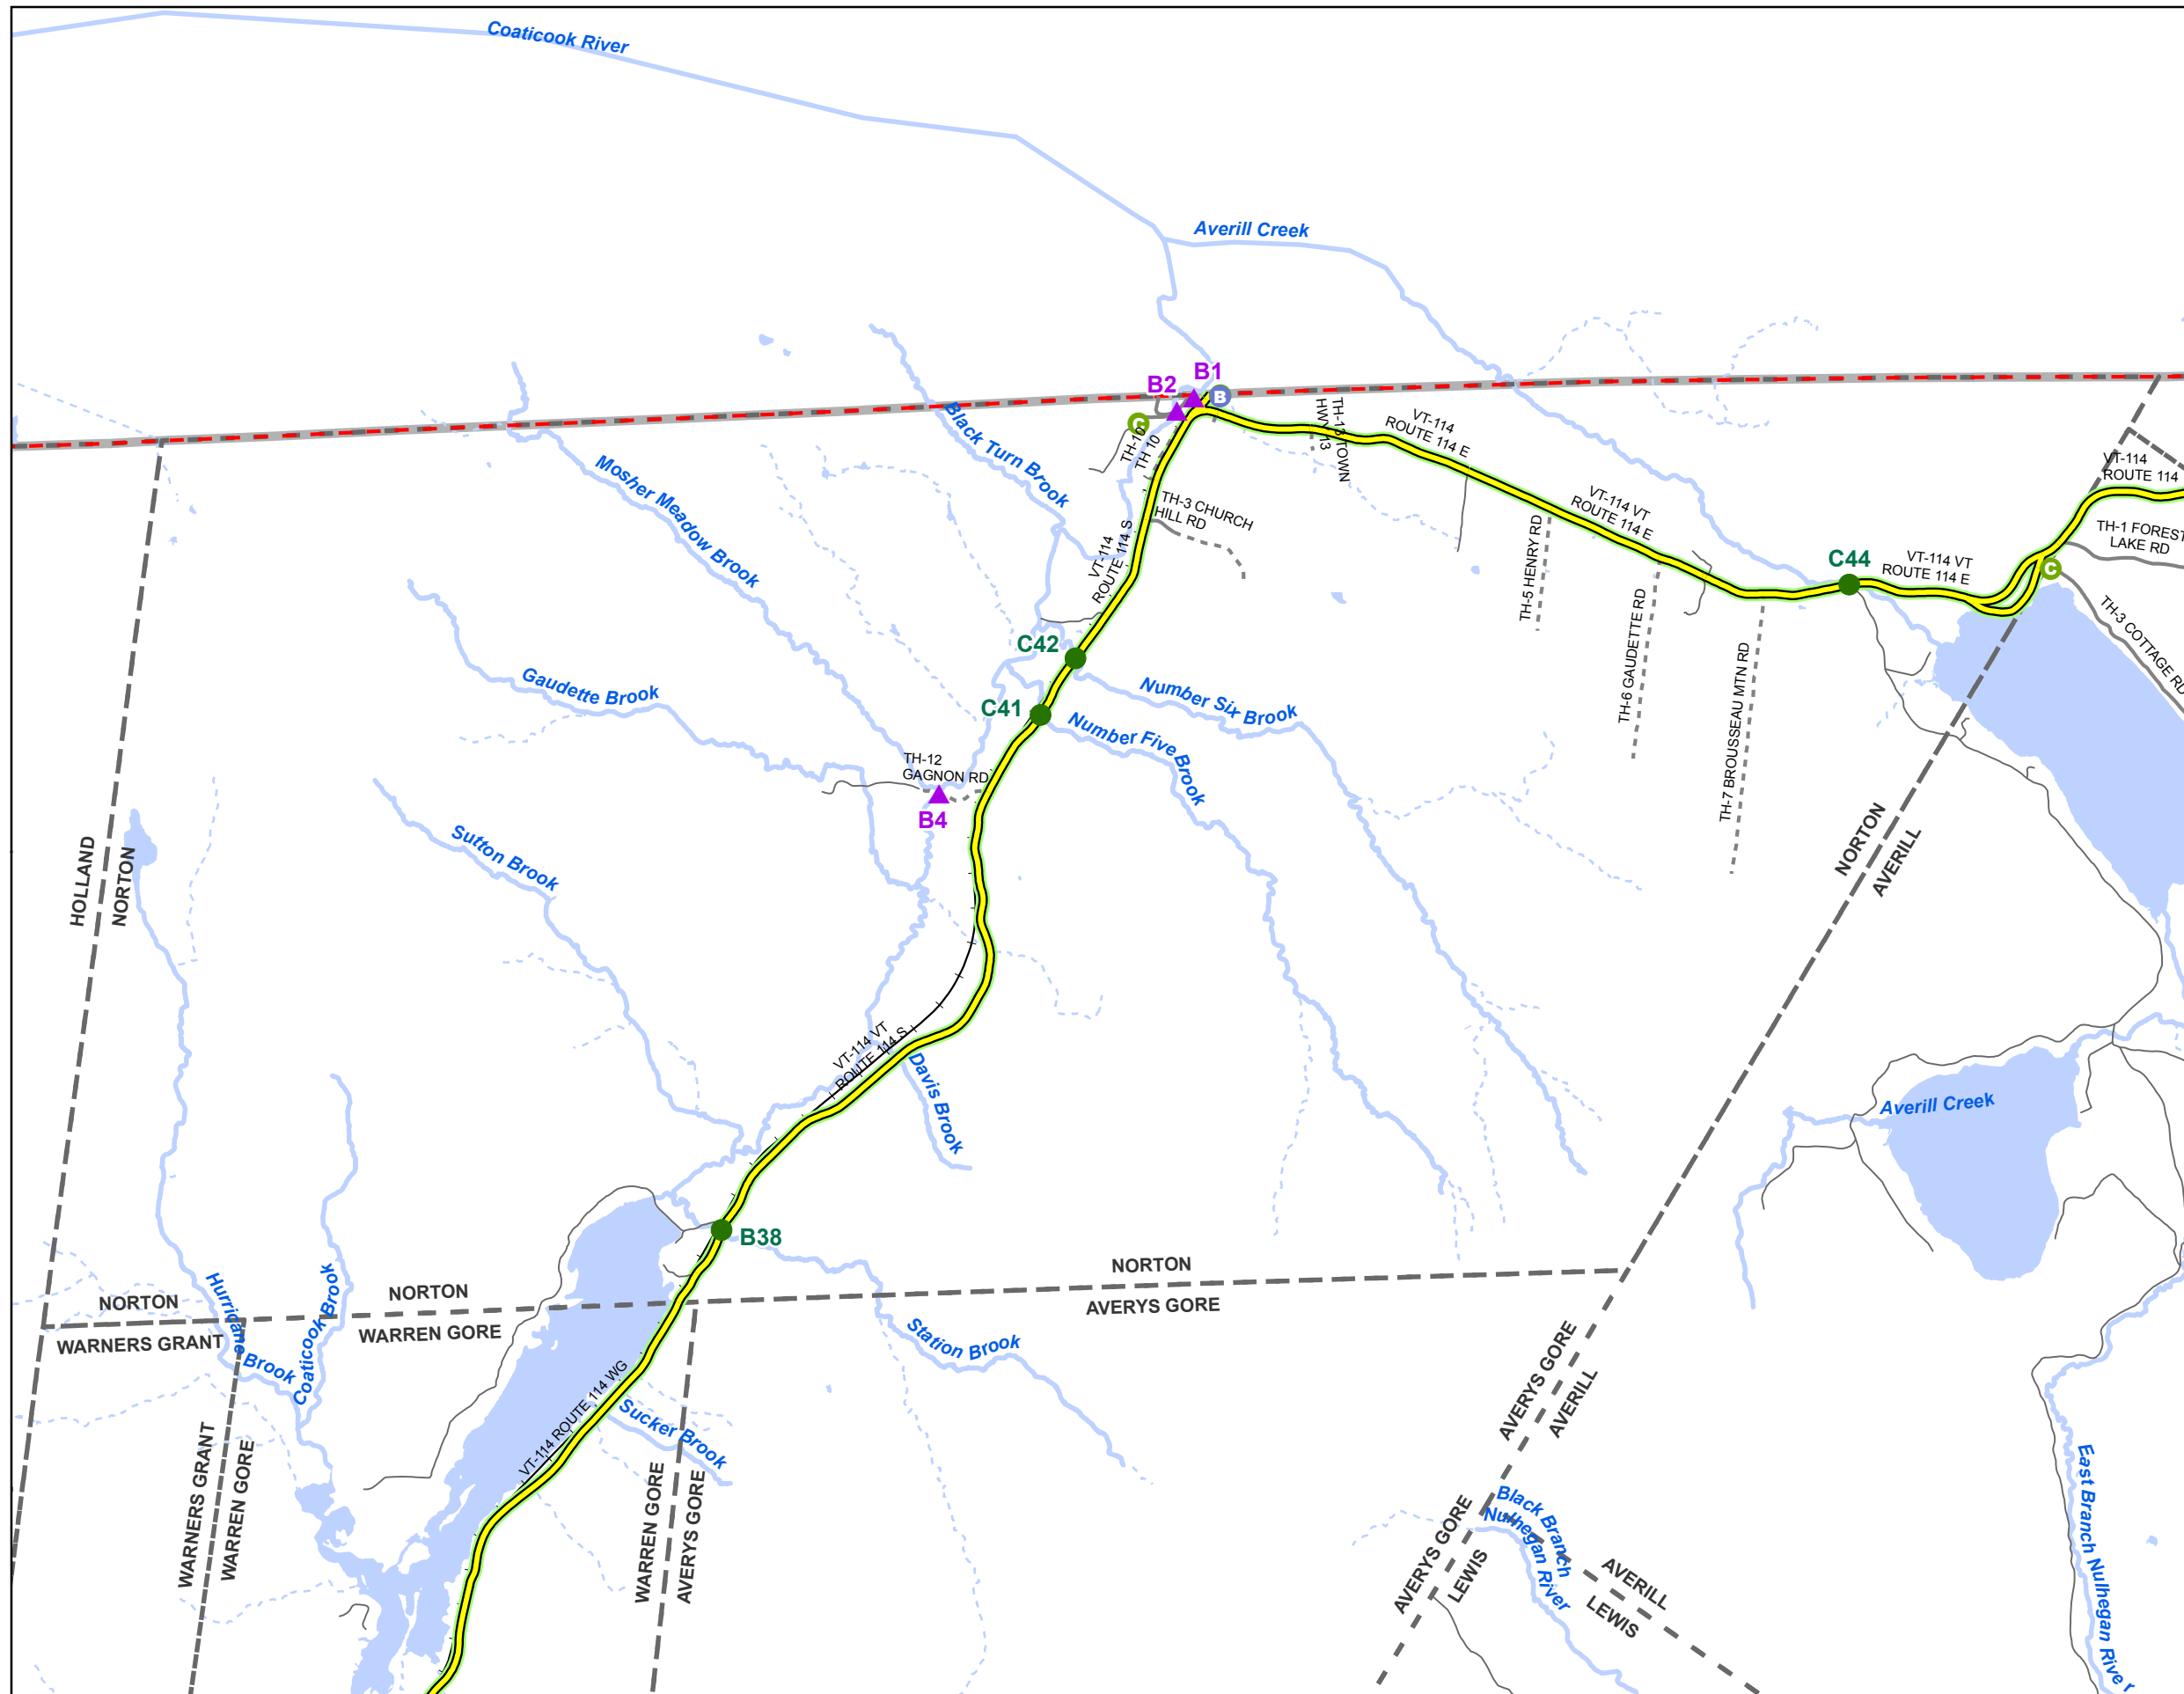 Coaticook River
Averill Creek
B1
B2
B
C
Black Turn Brook
TH-10
TH 10
TH-13 TOWN
HWY 13
VT-114
ROUTE 114 E
VT-114
ROUTE 114
Mosher Meadow Brook
TH-3 CHURCH
HILL RD
VT-114 VT
ROUTE 114 E
TH-1 FOREST
LAKE RD
VT-114
ROUTE 114 S
TH-5 HENRY RD
C44
VT-114 VT
ROUTE 114 E
C
TH-3 COTTAGE RD
C42
TH-6 GAUDETTE RD
TH-7 BROUSSEAU MTN RD
Gaudette Brook
Number Six Brook
C41
Number Five Brook
TH-12
GAGNON RD
B4
Sutton Brook
HOLLAND
NORTON
NORTON
AVERILL
VT-114 VT
ROUTE 114 S
Davis Brook
Averill Creek
B38
NORTON
NORTON
NORTON
AVERYS GORE
WARNERS GRANT
WARREN GORE
Hurricane Brook
Coaticook Brook
Station Brook
AVERYS GORE
AVERILL
VT-114 ROUTE 114 WG
Sucker Brook
WARNERS GRANT
WARREN GORE
WARREN GORE
AVERYS GORE
AVERYS GORE
LEWIS
Black Branch
Nulhegan River
AVERILL
LEWIS
East Branch Nulhegan River